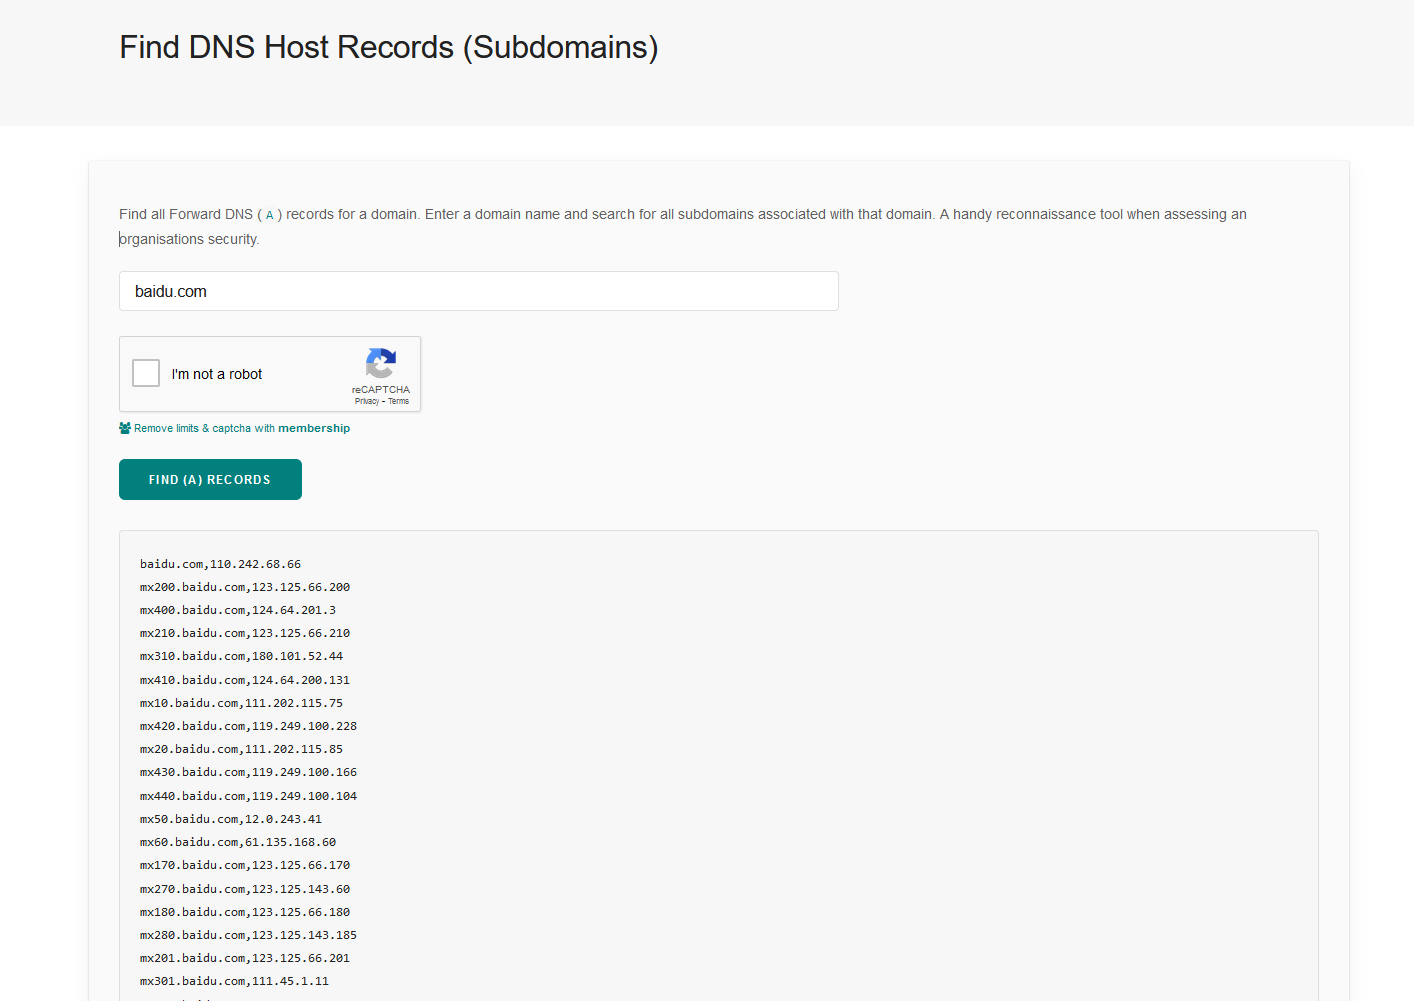 Find DNS Host Records (Subdomains)
Find all Forward DNS ( A ) records for a domain. Enter a domain name and search for all subdomains associated with that domain. A handy reconnaissance tool when assessing an
organisations security.
baidu.com
I'm not a robot
reCAPTCHA
Privacy - Terms
Remove limits & captcha with membership
FIND (A) RECORDS
baidu.com,110.242.68.66
mx200.baidu.com,123.125.66.200
mx400.baidu.com,124.64.201.3
mx210.baidu.com,123.125.66.210
mx310.baidu.com,180.101.52.44
mx410.baidu.com,124.64.200.131
mx10.baidu.com,111.202.115.75
mx420.baidu.com,119.249.100.228
mx20.baidu.com,111.202.115.85
mx430.baidu.com,119.249.100.166
mx440.baidu.com,119.249.100.104
mx50.baidu.com,12.0.243.41
mx60.baidu.com,61.135.168.60
mx170.baidu.com,123.125.66.170
mx270.baidu.com,123.125.143.60
mx180.baidu.com,123.125.66.180
mx280.baidu.com,123.125.143.185
mx201.baidu.com,123.125.66.201
mx301.baidu.com,111.45.1.11